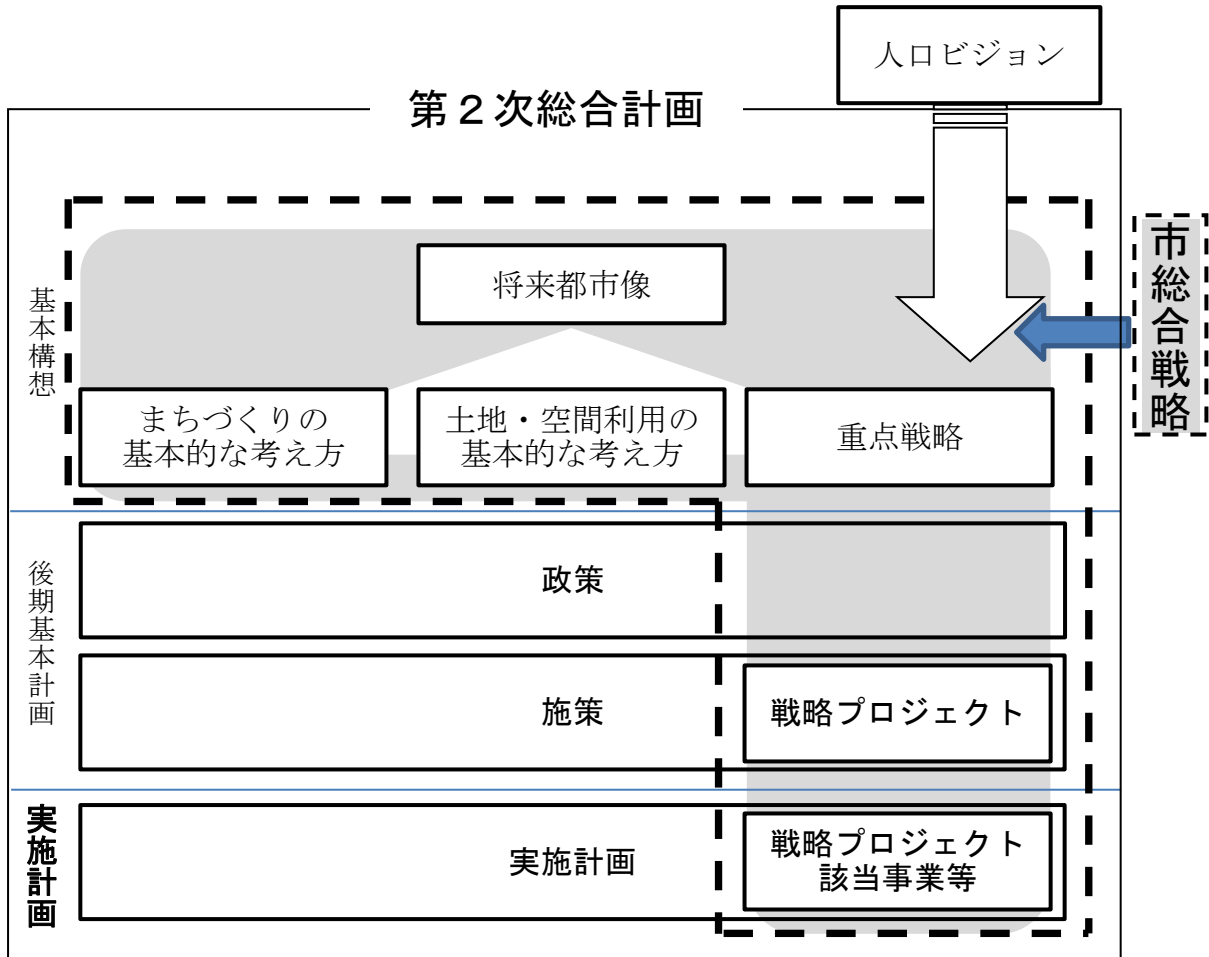 人口ビジョン
第２次総合計画
市総合戦略
基本構想
将来都市像
まちづくりの
基本的な考え方
土地・空間利用の
基本的な考え方
重点戦略
後期基本計画
政策
施策
戦略プロジェクト
実施計画
実施計画
戦略プロジェクト
該当事業等